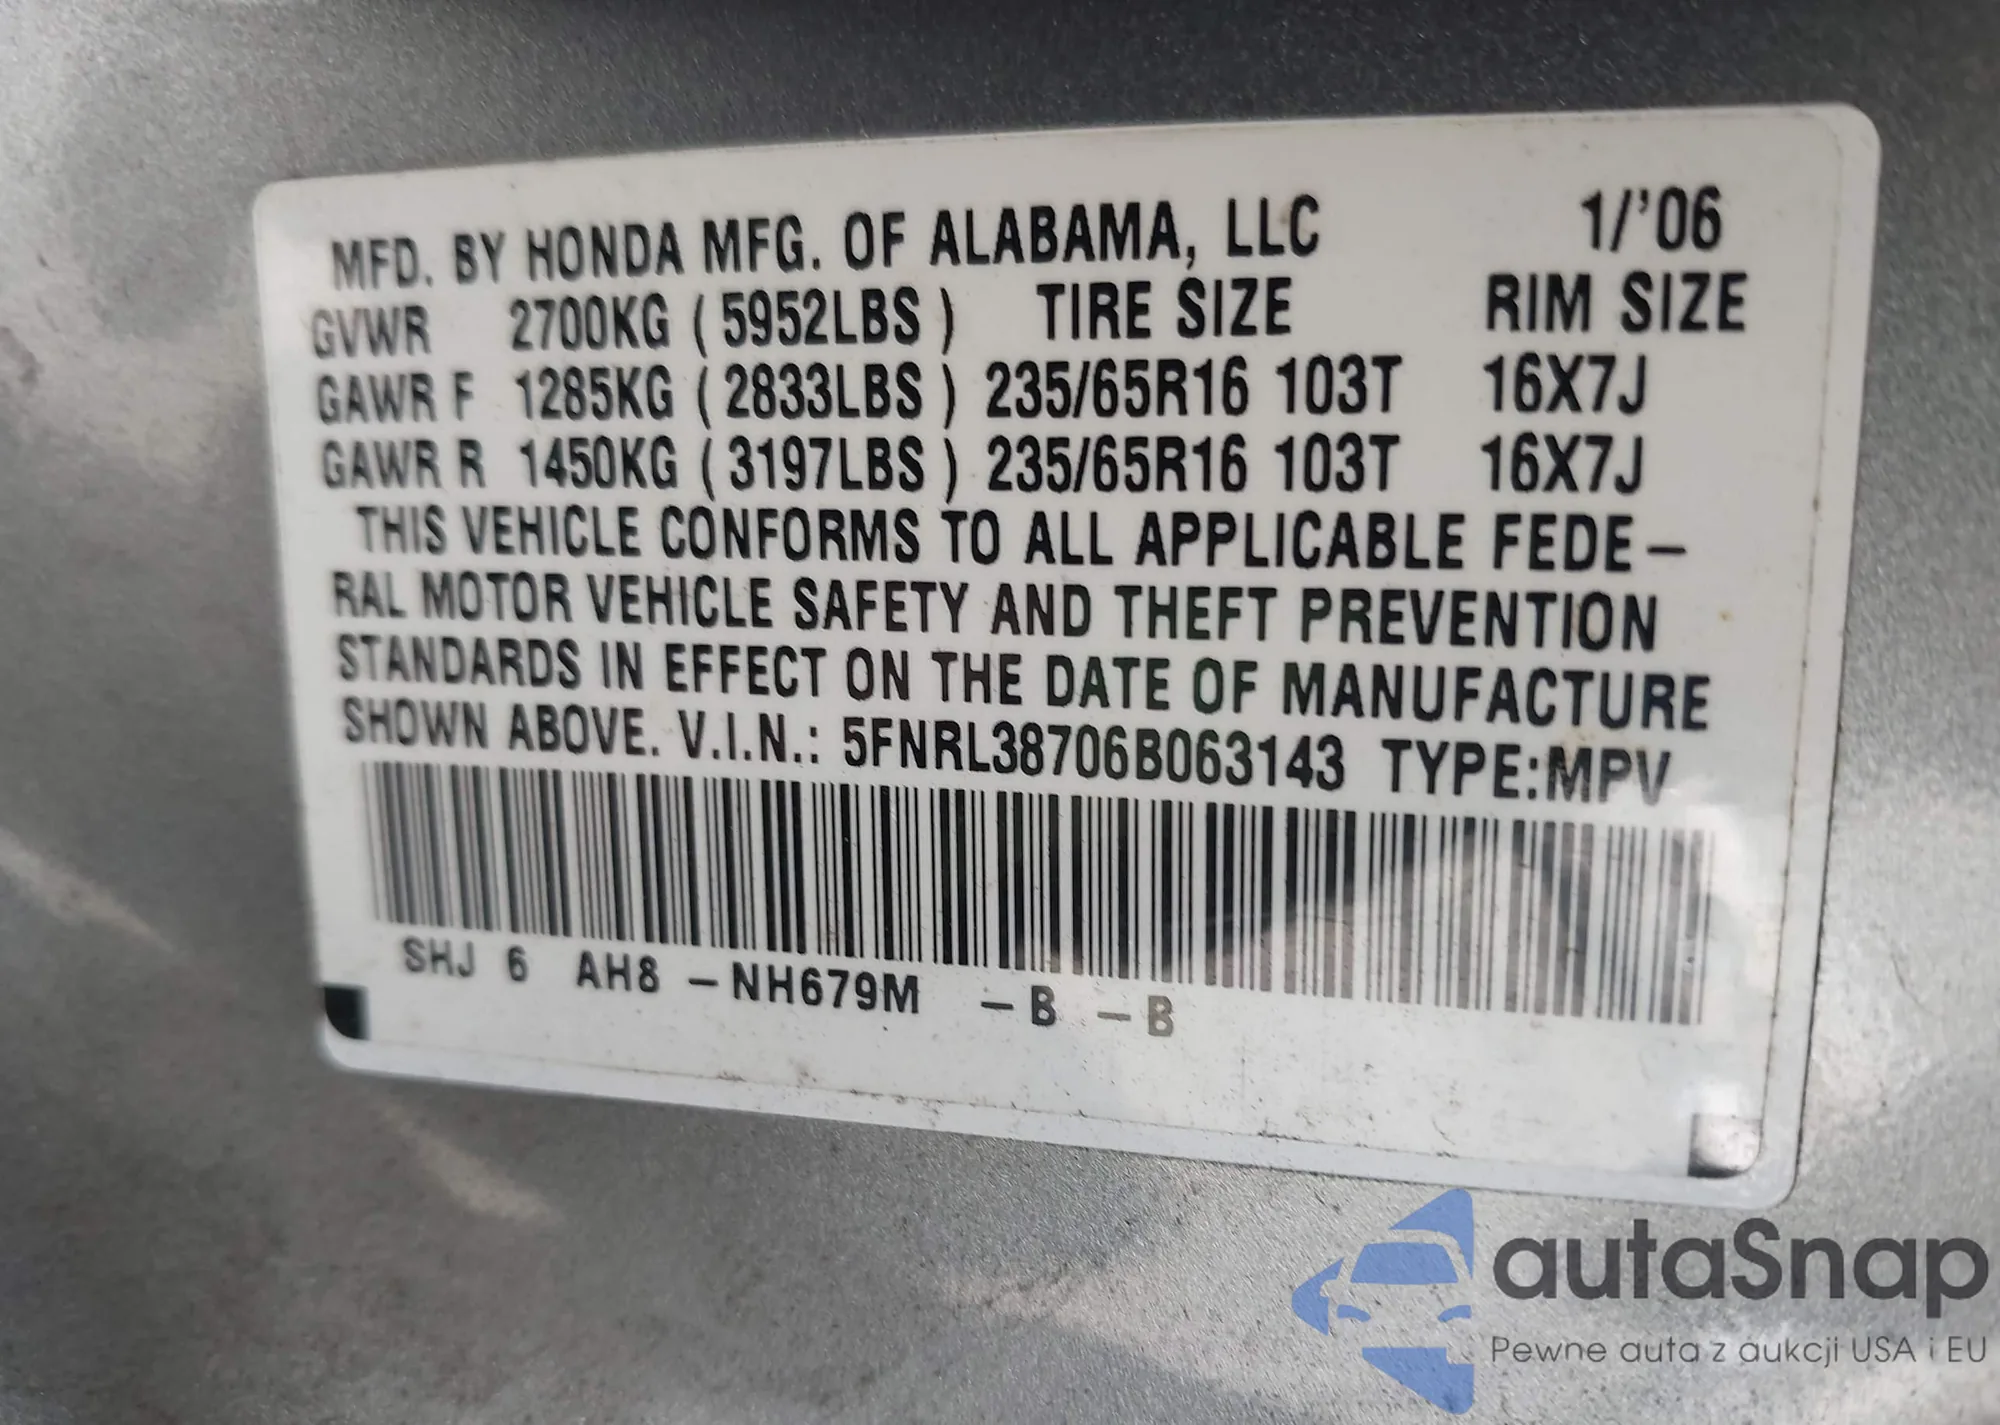 MFD. BY HONDA MFG. OF ALABAMA, LLC 1/'06
GVWR 2700KG ( 5952LBS ) TIRE SIZE RIM SIZE
GAWR F 1285KG ( 2833LBS ) 235/65R16 103T 16X7J
GAWR R 1450KG ( 3197LBS ) 235/65R16 103T 16X7J
THIS VEHICLE CONFORMS TO ALL APPLICABLE FEDE-
RAL MOTOR VEHICLE SAFETY AND THEFT PREVENTION
STANDARDS IN EFFECT ON THE DATE OF MANUFACTURE
SHOWN ABOVE. V.I.N.: 5FNRL38706B063143 TYPE:MPV
SHJ 6 AH8 -NH679M -B -B
autaSnap
Pewne auta z aukcji USA i EU